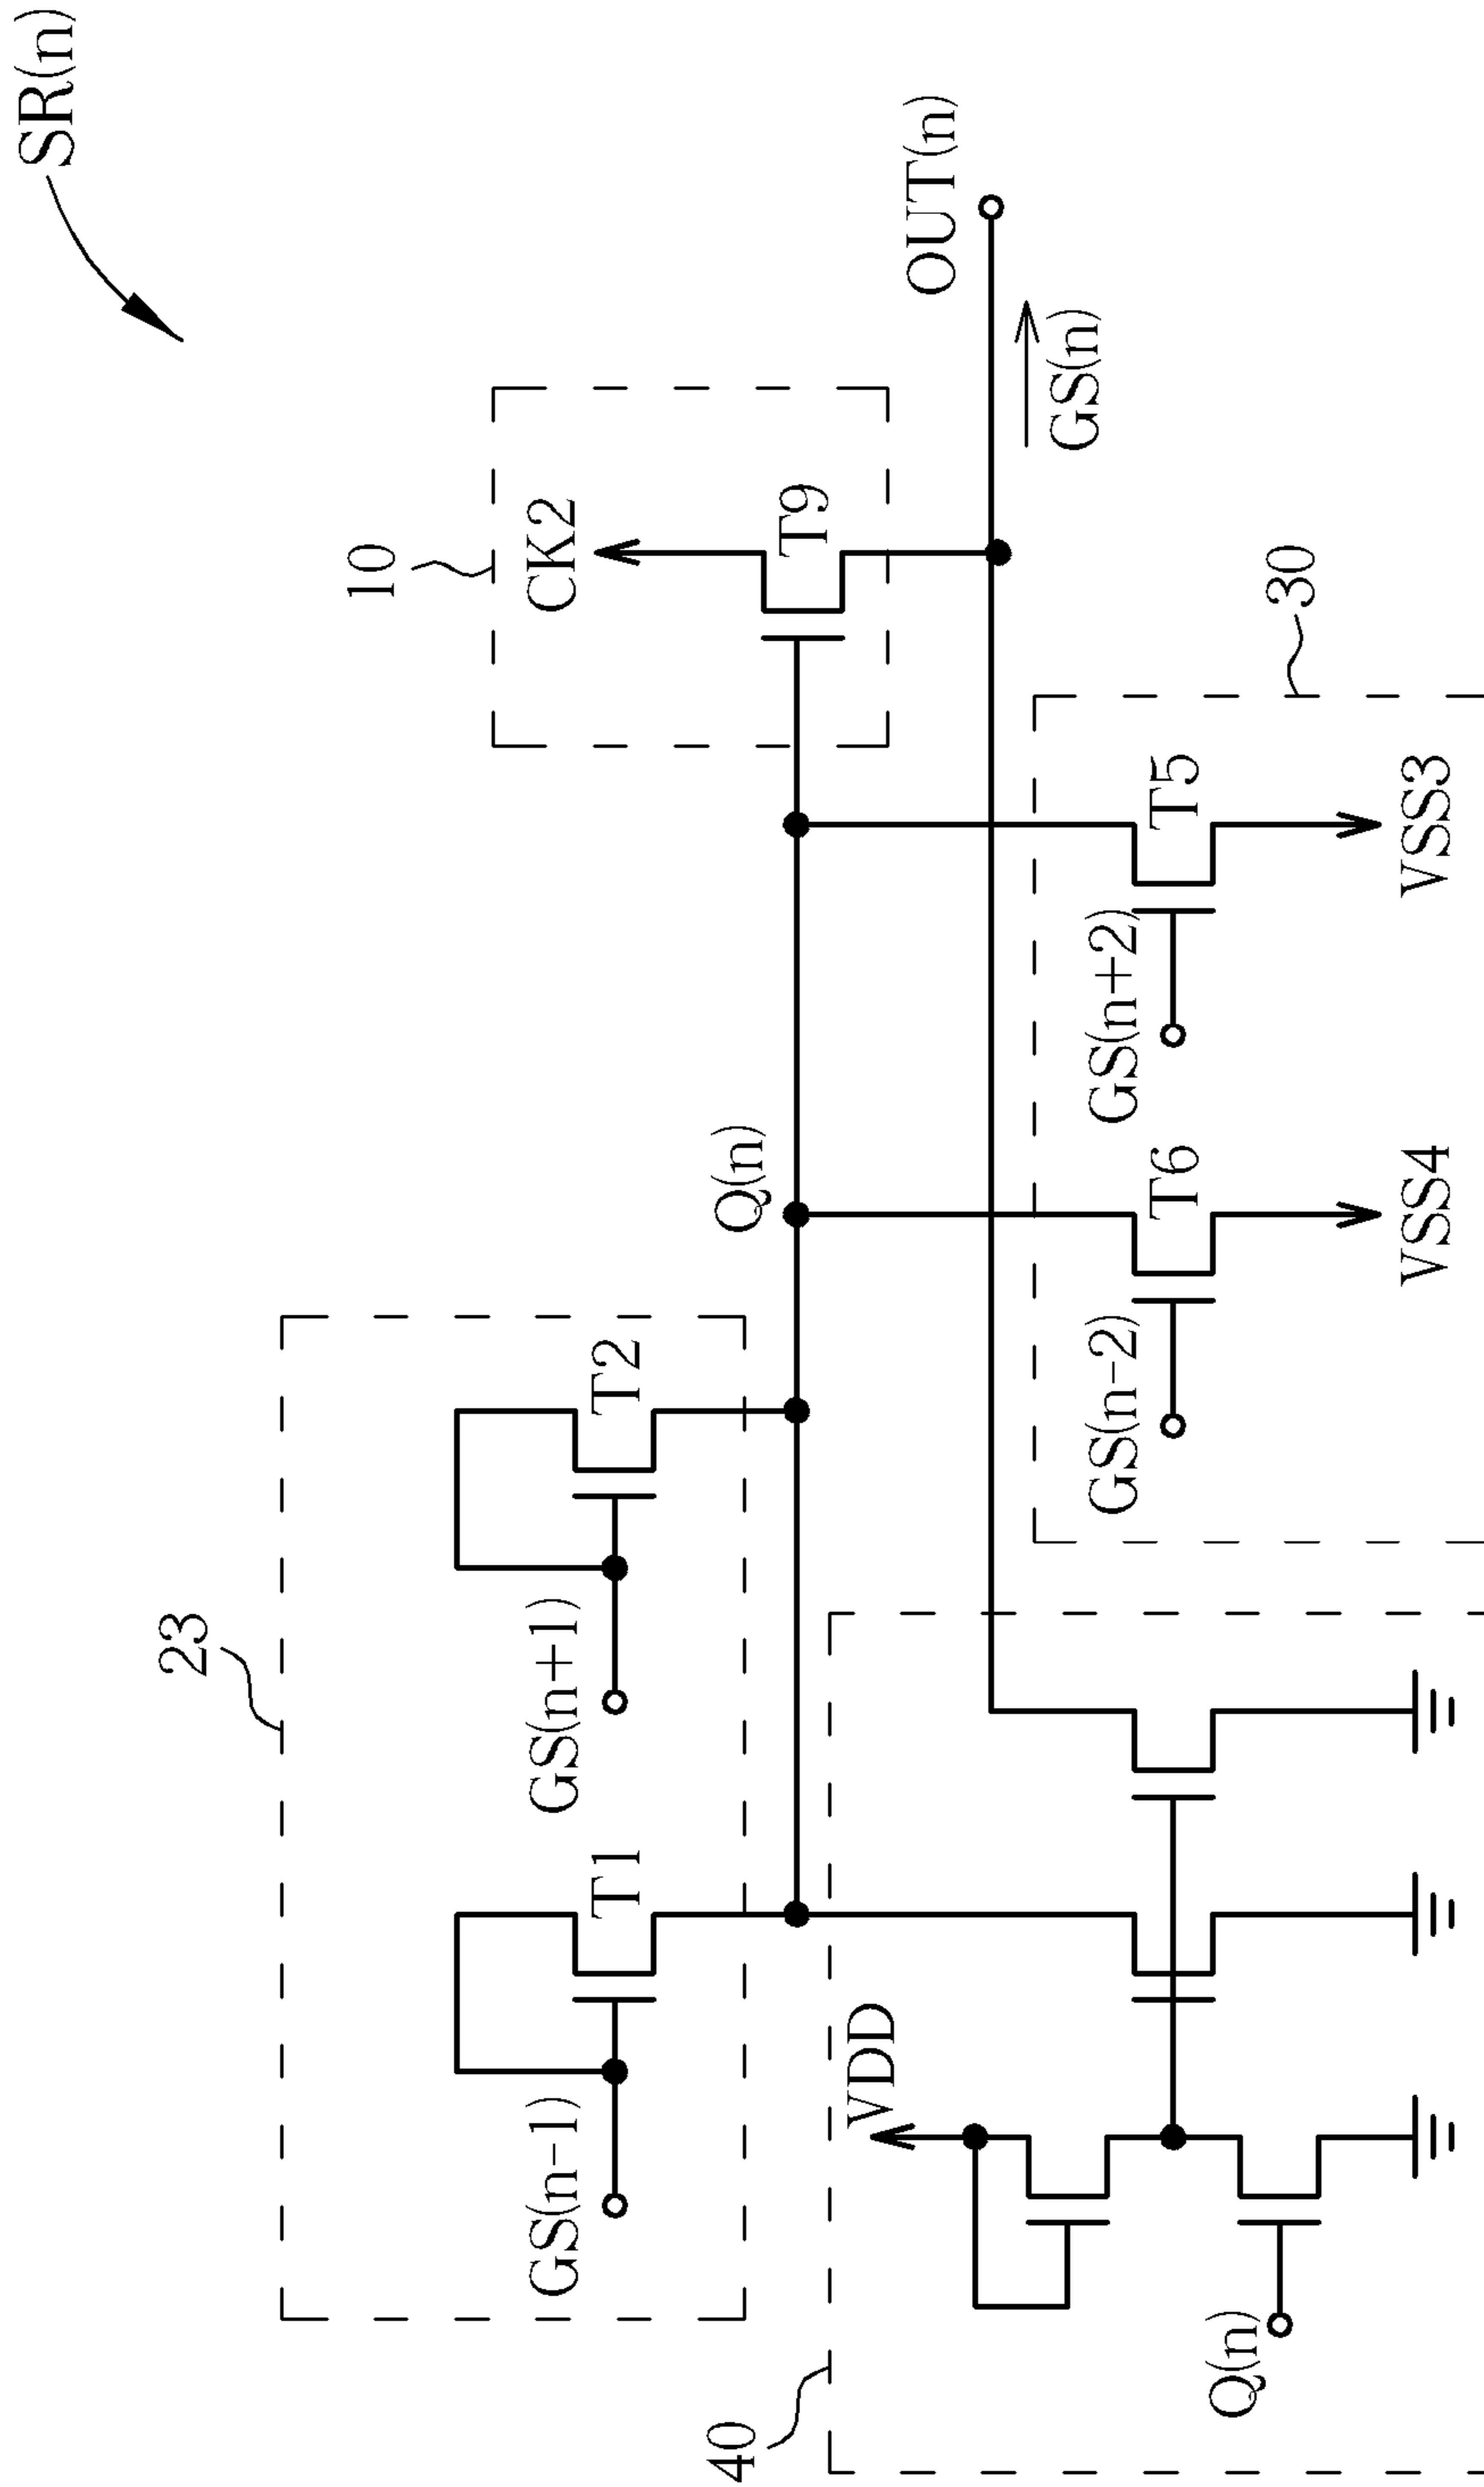 SR(n)
10
CK2
T9
OUT(n)
GS(n)
23
GS(n-1)
T1
GS(n+1)
T2
Q(n)
40
VDD
Q(n)
30
GS(n-2)
T6
VSS4
GS(n+2)
T5
VSS3